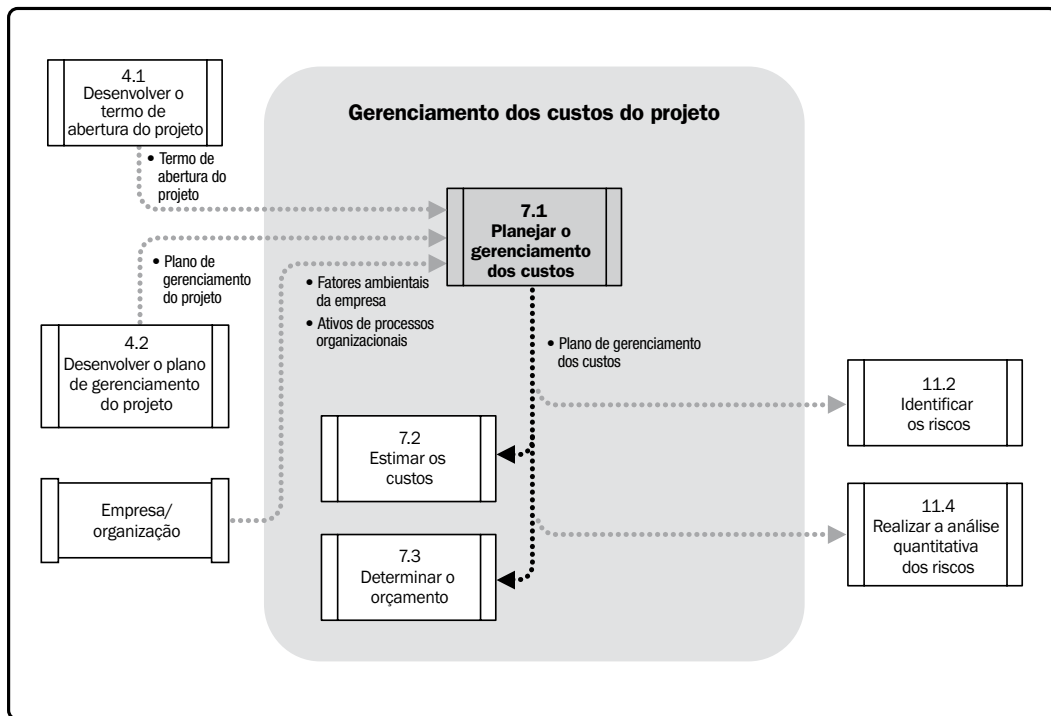 4.1
Desenvolver o
termo de
abertura do projeto
• Termo de
abertura do
projeto
Gerenciamento dos custos do projeto
7.1
Planejar o
gerenciamento
dos custos
• Plano de
gerenciamento
do projeto
• Fatores ambientais
da empresa
• Ativos de processos
organizacionais
4.2
Desenvolver o plano
de gerenciamento
do projeto
Empresa/
organização
• Plano de gerenciamento
dos custos
7.2
Estimar os
custos
7.3
Determinar o
orçamento
11.2
Identificar
os riscos
11.4
Realizar a análise
quantitativa
dos riscos